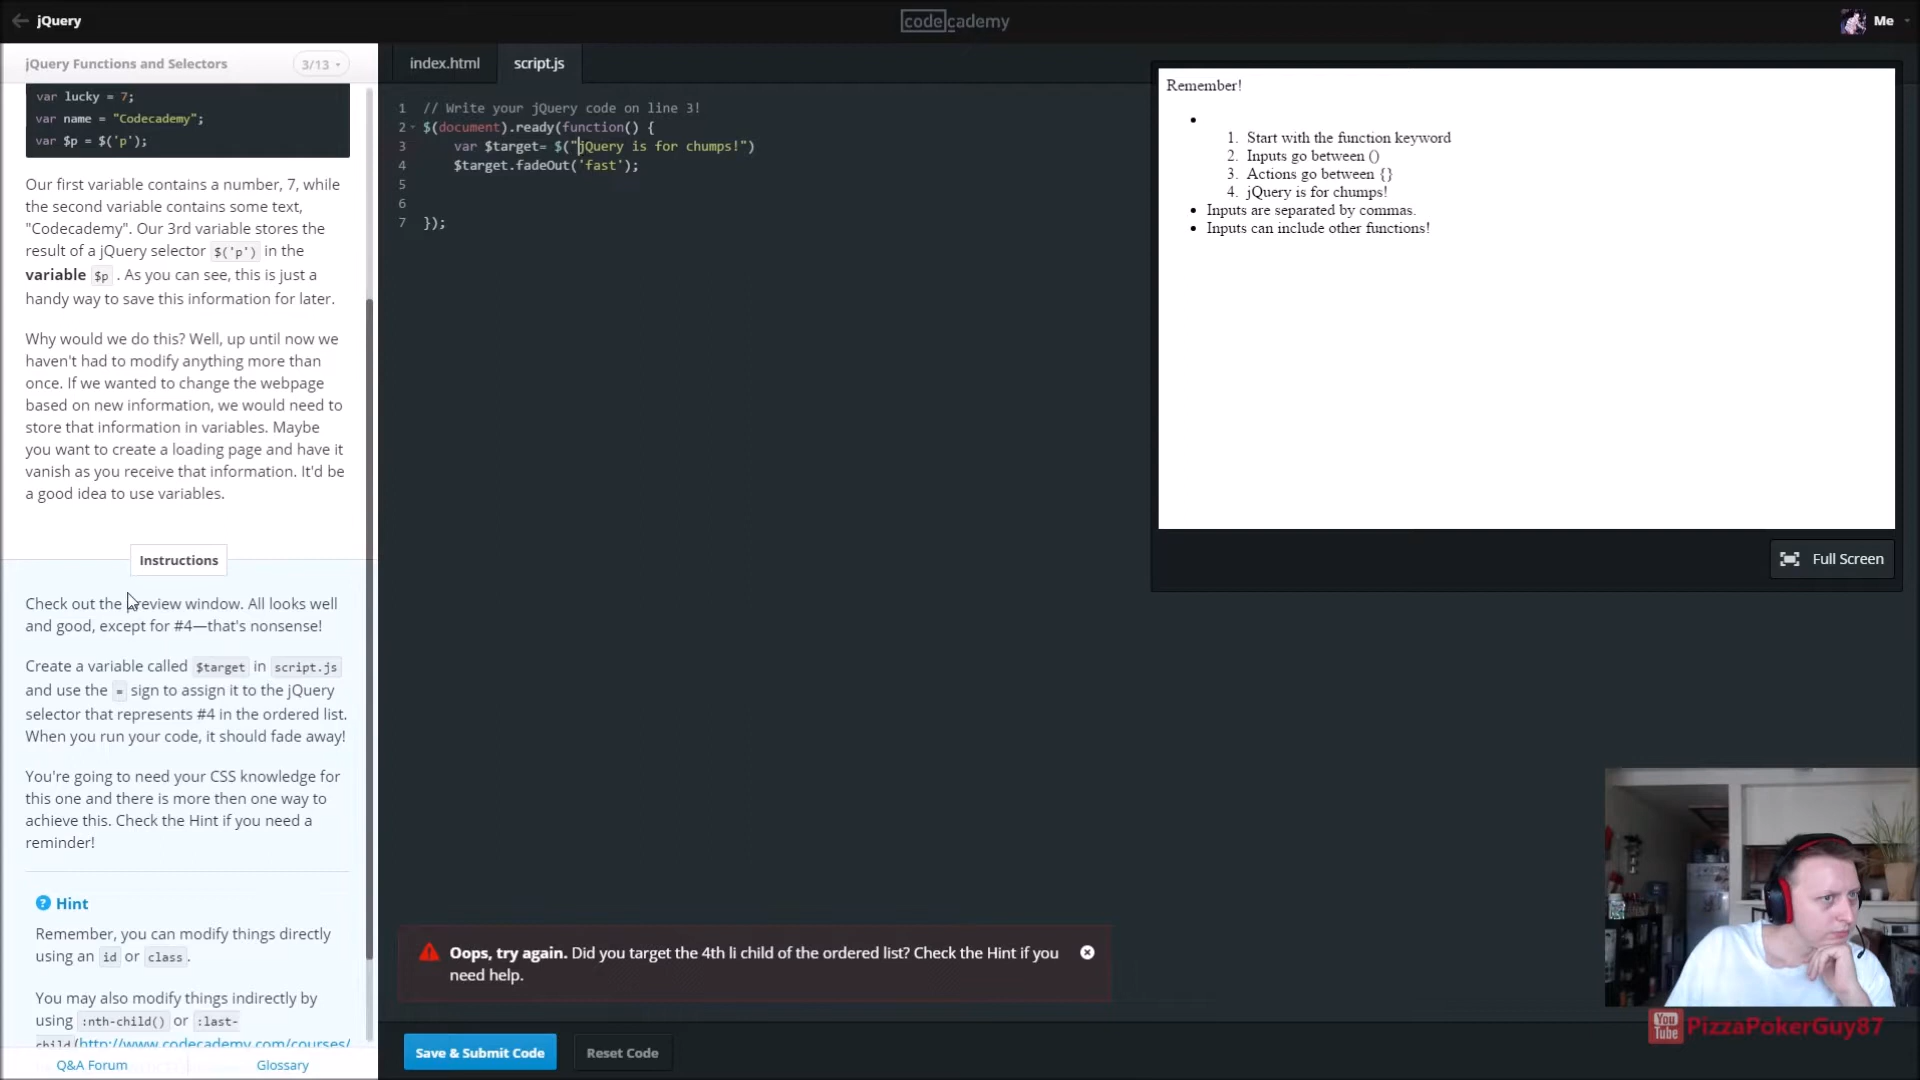 jQuery
codecademy
Me
jQuery Functions and Selectors
3/13
var lucky = 7;
var name = "Codecademy";
var $p = $('p');
Our first variable contains a number, 7, while
the second variable contains some text,
"Codecademy". Our 3rd variable stores the
result of a jQuery selector $('p') in the
variable $p . As you can see, this is just a
handy way to save this information for later.
Why would we do this? Well, up until now we
haven't had to modify anything more than
once. If we wanted to change the webpage
based on new information, we would need to
store that information in variables. Maybe
you want to create a loading page and have it
vanish as you receive that information. It'd be
a good idea to use variables.
Instructions
Check out the preview window. All looks well
and good, except for #4—that's nonsense!
Create a variable called $target in script.js
and use the = sign to assign it to the jQuery
selector that represents #4 in the ordered list.
When you run your code, it should fade away!
You're going to need your CSS knowledge for
this one and there is more then one way to
achieve this. Check the Hint if you need a
reminder!
? Hint
Remember, you can modify things directly
using an id or class.
You may also modify things indirectly by
using :nth-child() or :last-
child(http://www.codecademy.com/courses/
Q&A Forum
Glossary
index.html
script.js
1 // Write your jQuery code on line 3!
2 $(document).ready(function() {
3 var $target= $("jQuery is for chumps!")
4 $target.fadeOut('fast');
5
6
7 });
Remember!
1. Start with the function keyword
2. Inputs go between ()
3. Actions go between {}
4. jQuery is for chumps!
• Inputs are separated by commas.
• Inputs can include other functions!
Full Screen
Oops, try again. Did you target the 4th li child of the ordered list? Check the Hint if you
need help.
Save & Submit Code
Reset Code
You
Tube
PizzaPokerGuy87